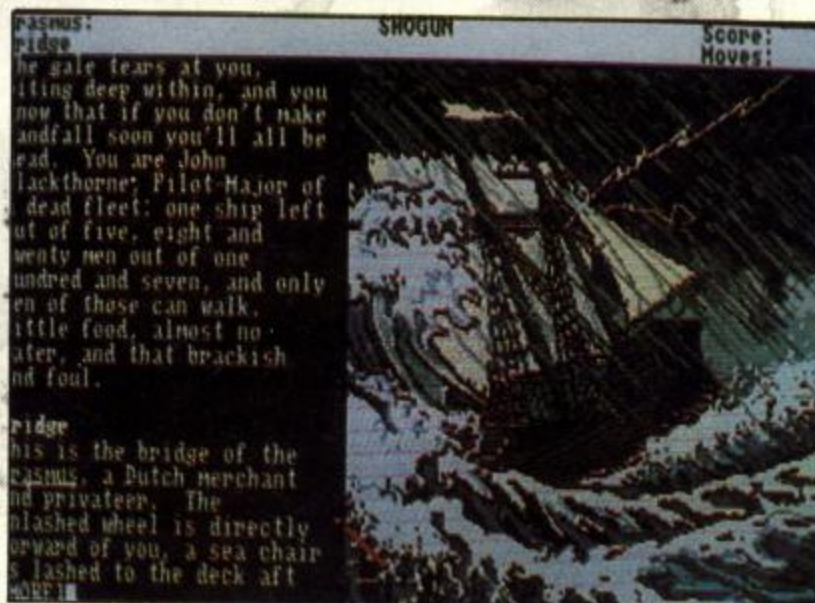 rasmus:
SHOGUN
Score:
ridge
Moves:
he gale tears at you,
iting deep within, and you
now that if you don't make
andfall soon you'll all be
ead. You are John
lackthorne; Pilot-Major of
dead fleet: one ship left
ut of five, eight and
wenty men out of one
undred and seven, and only
en of those can walk.
ittle food, almost no
ater, and that brackish
nd foul.
ridge
his is the bridge of the
rasmus, a Dutch merchant
nd privateer. The
nlashed wheel is directly
orward of you, a sea chair
s lashed to the deck aft
MORE]